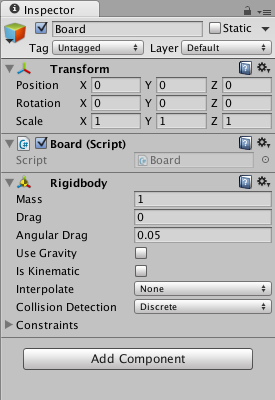 Inspector
Board Static
Tag Untagged Layer Default
Transform
Position X 0 Y 0 Z 0
Rotation X 0 Y 0 Z 0
Scale X 1 Y 1 Z 1
Board (Script)
Script Board
Rigidbody
Mass 1
Drag 0
Angular Drag 0.05
Use Gravity
Is Kinematic
Interpolate None
Collision Detection Discrete
Constraints
Add Component